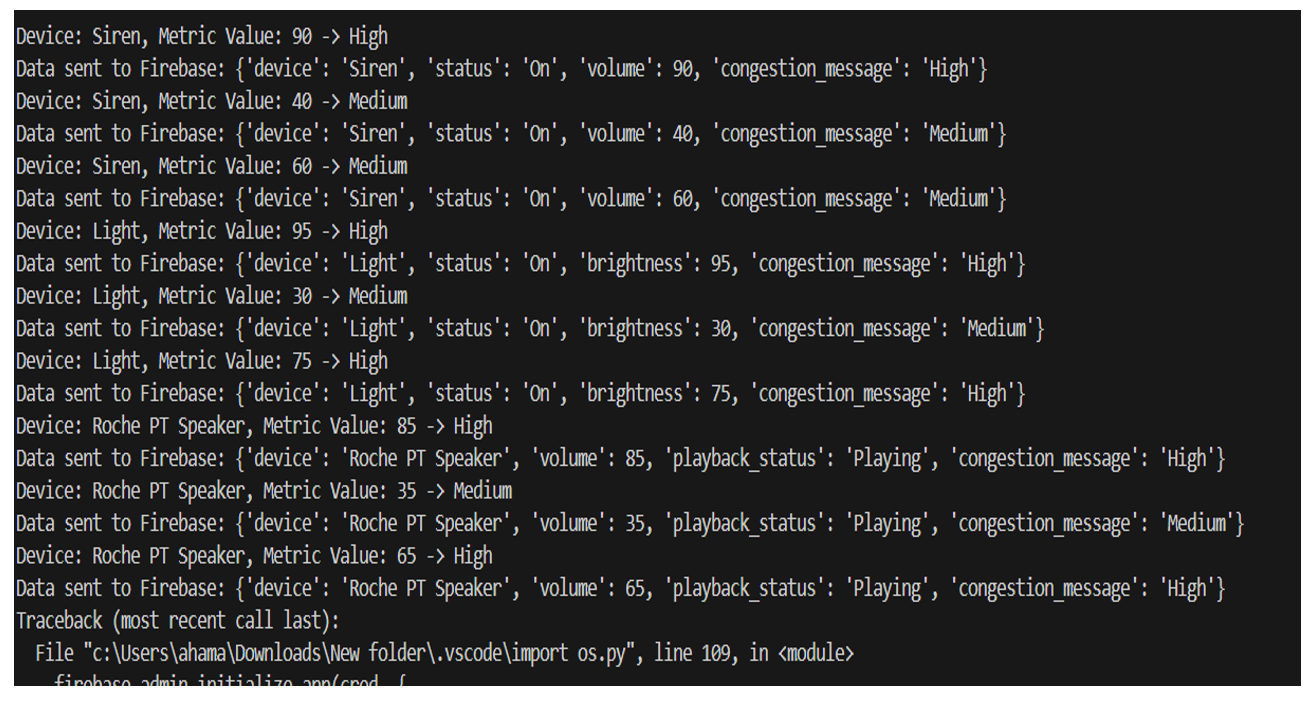 Device: Siren, Metric Value: 90 -> High
Data sent to Firebase: {'device': 'Siren', 'status': 'On', 'volume': 90, 'congestion_message': 'High'}
Device: Siren, Metric Value: 40 -> Medium
Data sent to Firebase: {'device': 'Siren', 'status': 'On', 'volume': 40, 'congestion_message': 'Medium'}
Device: Siren, Metric Value: 60 -> Medium
Data sent to Firebase: {'device': 'Siren', 'status': 'On', 'volume': 60, 'congestion_message': 'Medium'}
Device: Light, Metric Value: 95 -> High
Data sent to Firebase: {'device': 'Light', 'status': 'On', 'brightness': 95, 'congestion_message': 'High'}
Device: Light, Metric Value: 30 -> Medium
Data sent to Firebase: {'device': 'Light', 'status': 'On', 'brightness': 30, 'congestion_message': 'Medium'}
Device: Light, Metric Value: 75 -> High
Data sent to Firebase: {'device': 'Light', 'status': 'On', 'brightness': 75, 'congestion_message': 'High'}
Device: Roche PT Speaker, Metric Value: 85 -> High
Data sent to Firebase: {'device': 'Roche PT Speaker', 'volume': 85, 'playback_status': 'Playing', 'congestion_message': 'High'}
Device: Roche PT Speaker, Metric Value: 35 -> Medium
Data sent to Firebase: {'device': 'Roche PT Speaker', 'volume': 35, 'playback_status': 'Playing', 'congestion_message': 'Medium'}
Device: Roche PT Speaker, Metric Value: 65 -> High
Data sent to Firebase: {'device': 'Roche PT Speaker', 'volume': 65, 'playback_status': 'Playing', 'congestion_message': 'High'}
Traceback (most recent call last):
  File "c:\Users\ahama\Downloads\New folder\.vscode\import os.py", line 109, in <module>
    firebase_admin.initialize_app(cred, {